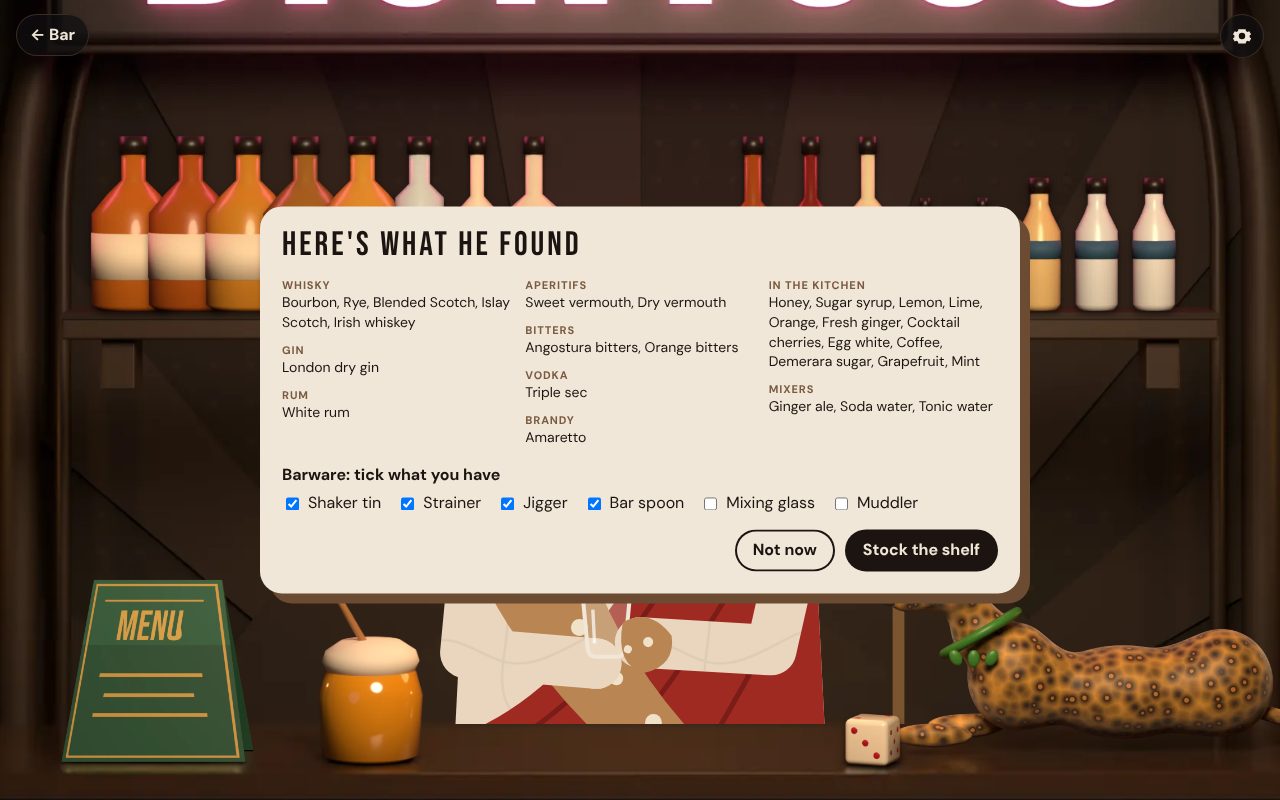 ← Bar
HERE'S WHAT HE FOUND
WHISKY
Bourbon, Rye, Blended Scotch, Islay
Scotch, Irish whiskey
GIN
London dry gin
RUM
White rum
APERITIFS
Sweet vermouth, Dry vermouth
BITTERS
Angostura bitters, Orange bitters
VODKA
Triple sec
BRANDY
Amaretto
IN THE KITCHEN
Honey, Sugar syrup, Lemon, Lime,
Orange, Fresh ginger, Cocktail
cherries, Egg white, Coffee,
Demerara sugar, Grapefruit, Mint
MIXERS
Ginger ale, Soda water, Tonic water
Barware: tick what you have
Shaker tin
Strainer
Jigger
Bar spoon
Mixing glass
Muddler
Not now
Stock the shelf
MENU